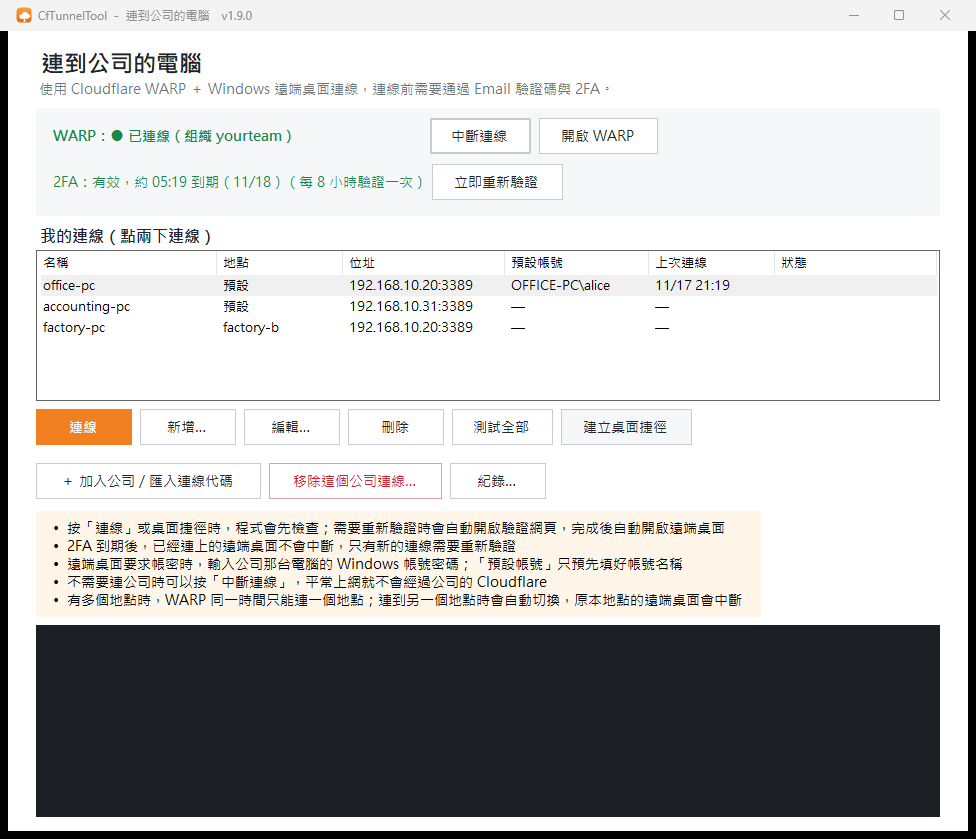 CfTunnelTool - 連到公司的電腦 v1.9.0
連到公司的電腦
使用 Cloudflare WARP + Windows 遠端桌面連線，連線前需要通過 Email 驗證碼與 2FA。
WARP：● 已連線（組織 yourteam） 中斷連線 開啟 WARP
2FA：有效，約 05:19 到期（11/18）（每 8 小時驗證一次） 立即重新驗證
我的連線（點兩下連線）
名稱 地點 位址 預設帳號 上次連線 狀態
office-pc 預設 192.168.10.20:3389 OFFICE-PC\alice 11/17 21:19
accounting-pc 預設 192.168.10.31:3389 — —
factory-pc factory-b 192.168.10.20:3389 — —
連線 新增... 編輯... 刪除 測試全部 建立桌面捷徑
+ 加入公司 / 匯入連線代碼 移除這個公司連線... 紀錄...
• 按「連線」或桌面捷徑時，程式會先檢查；需要重新驗證時會自動開啟驗證網頁，完成後自動開啟遠端桌面
• 2FA 到期後，已經連上的遠端桌面不會中斷，只有新的連線需要重新驗證
• 遠端桌面要求帳密時，輸入公司那台電腦的 Windows 帳號密碼；「預設帳號」只預先填好帳號名稱
• 不需要連公司時可以按「中斷連線」，平常上網就不會經過公司的 Cloudflare
• 有多個地點時，WARP 同一時間只能連一個地點；連到另一個地點時會自動切換，原本地點的遠端桌面會中斷